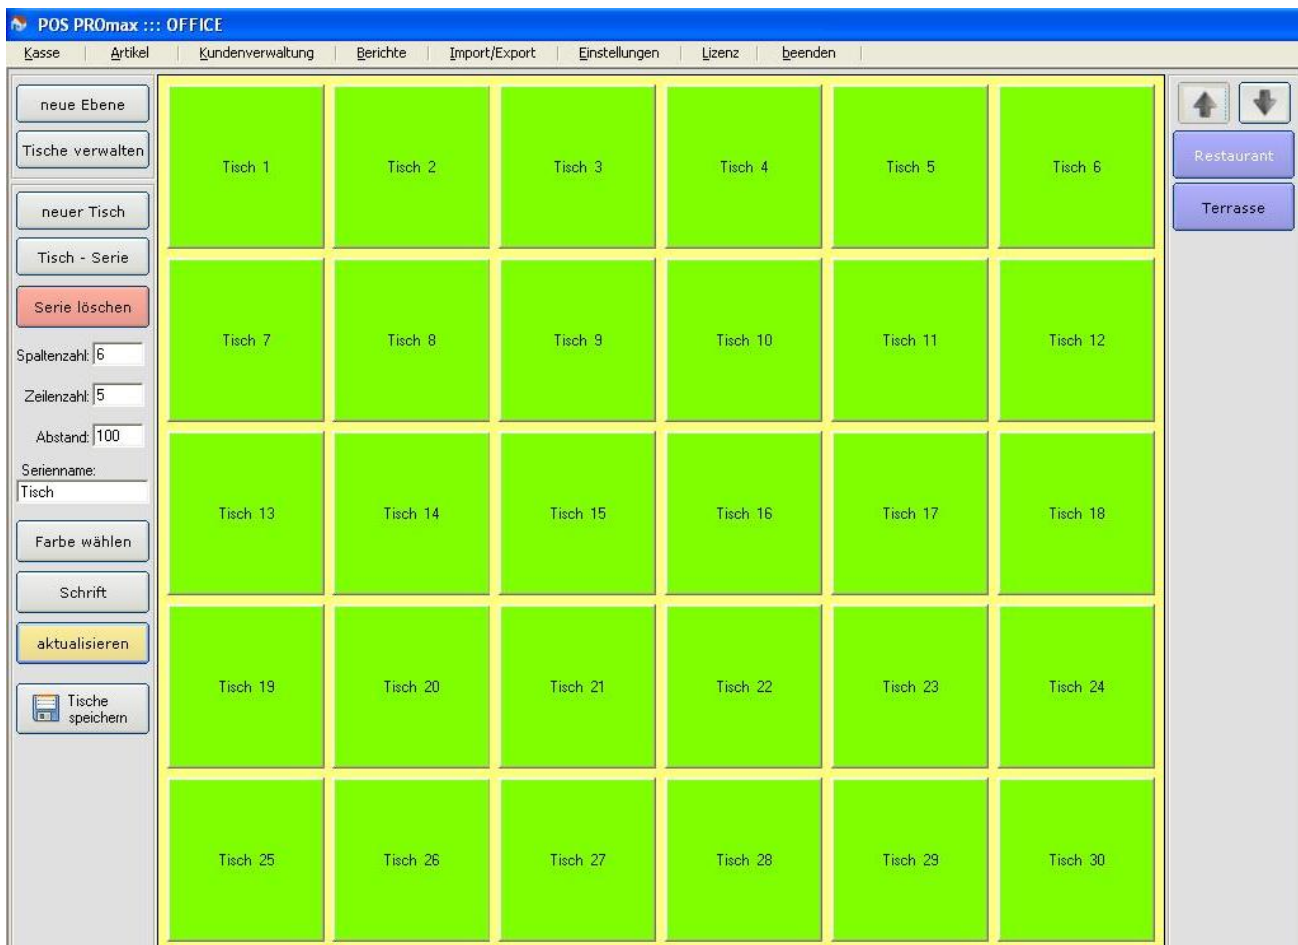 POS PROmax ::: OFFICE
Kasse Artikel Kundenverwaltung Berichte Import/Export Einstellungen Lizenz beenden
neue Ebene
Tische verwalten
neuer Tisch
Tisch - Serie
Serie löschen
Spaltenzahl: 6
Zeilenzahl: 5
Abstand: 100
Serienname:
Tisch
Farbe wählen
Schrift
aktualisieren
Tische
speichern
Tisch 1 Tisch 2 Tisch 3 Tisch 4 Tisch 5 Tisch 6
Tisch 7 Tisch 8 Tisch 9 Tisch 10 Tisch 11 Tisch 12
Tisch 13 Tisch 14 Tisch 15 Tisch 16 Tisch 17 Tisch 18
Tisch 19 Tisch 20 Tisch 21 Tisch 22 Tisch 23 Tisch 24
Tisch 25 Tisch 26 Tisch 27 Tisch 28 Tisch 29 Tisch 30
Restaurant
Terrasse